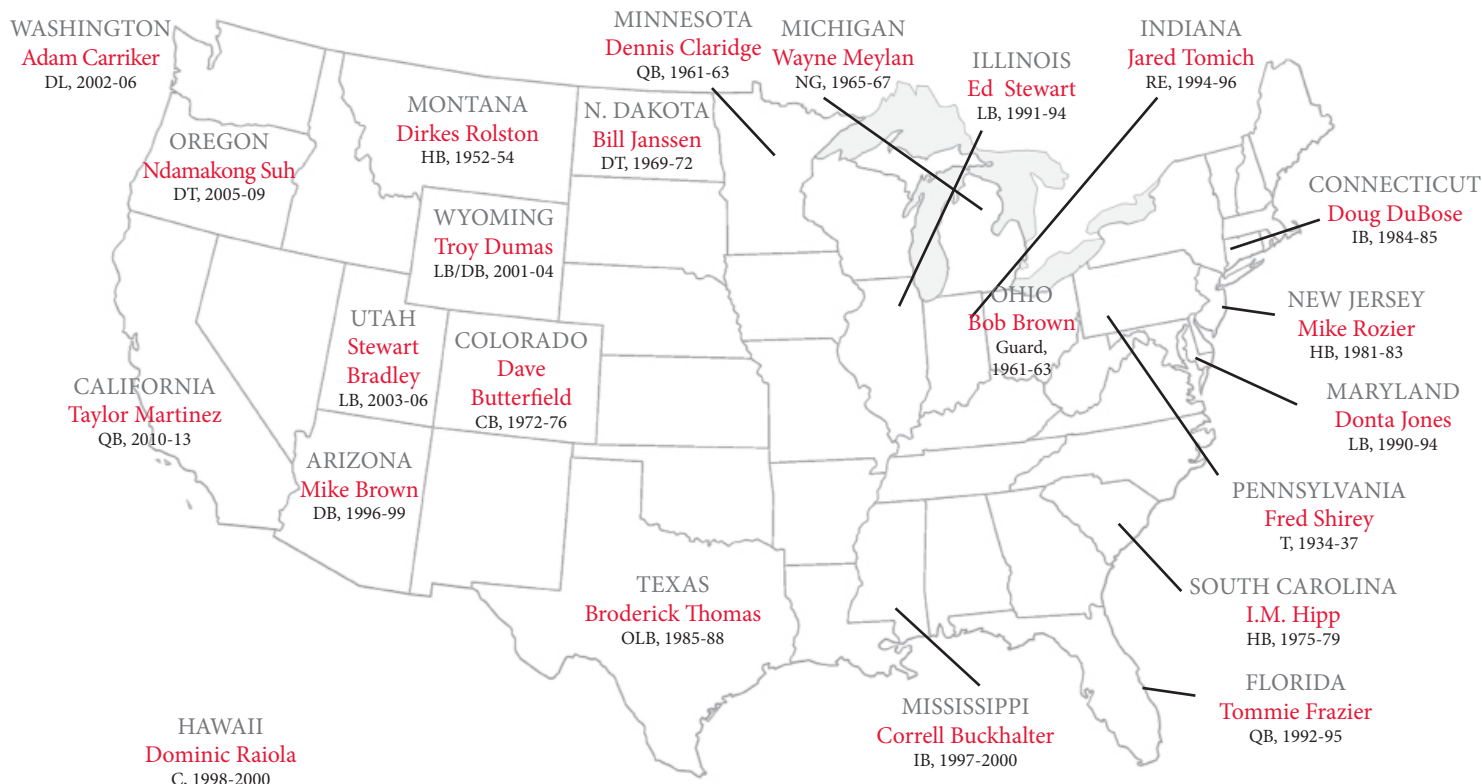 WASHINGTON
Adam Carriker
DL, 2002-06
MINNESOTA
Dennis Claridge
QB, 1961-63
MICHIGAN
Wayne Meylan
NG, 1965-67
ILLINOIS
Ed Stewart
LB, 1991-94
INDIANA
Jared Tomich
RE, 1994-96
MONTANA
Dirkes Rolston
HB, 1952-54
N. DAKOTA
Bill Janssen
DT, 1969-72
OREGON
Ndamakong Suh
DT, 2005-09
CONNECTICUT
Doug DuBose
IB, 1984-85
WYOMING
Troy Dumas
LB/DB, 2001-04
OHIO
Bob Brown
Guard,
1961-63
NEW JERSEY
Mike Rozier
HB, 1981-83
UTAH
Stewart
Bradley
LB, 2003-06
COLORADO
Dave
Butterfield
CB, 1972-76
CALIFORNIA
Taylor Martinez
QB, 2010-13
MARYLAND
Donta Jones
LB, 1990-94
ARIZONA
Mike Brown
DB, 1996-99
PENNSYLVANIA
Fred Shirey
T, 1934-37
TEXAS
Broderick Thomas
OLB, 1985-88
SOUTH CAROLINA
I.M. Hipp
HB, 1975-79
MISSISSIPPI
Correll Buckhalter
IB, 1997-2000
FLORIDA
Tommie Frazier
QB, 1992-95
HAWAII
Dominic Raiola
C, 1998-2000